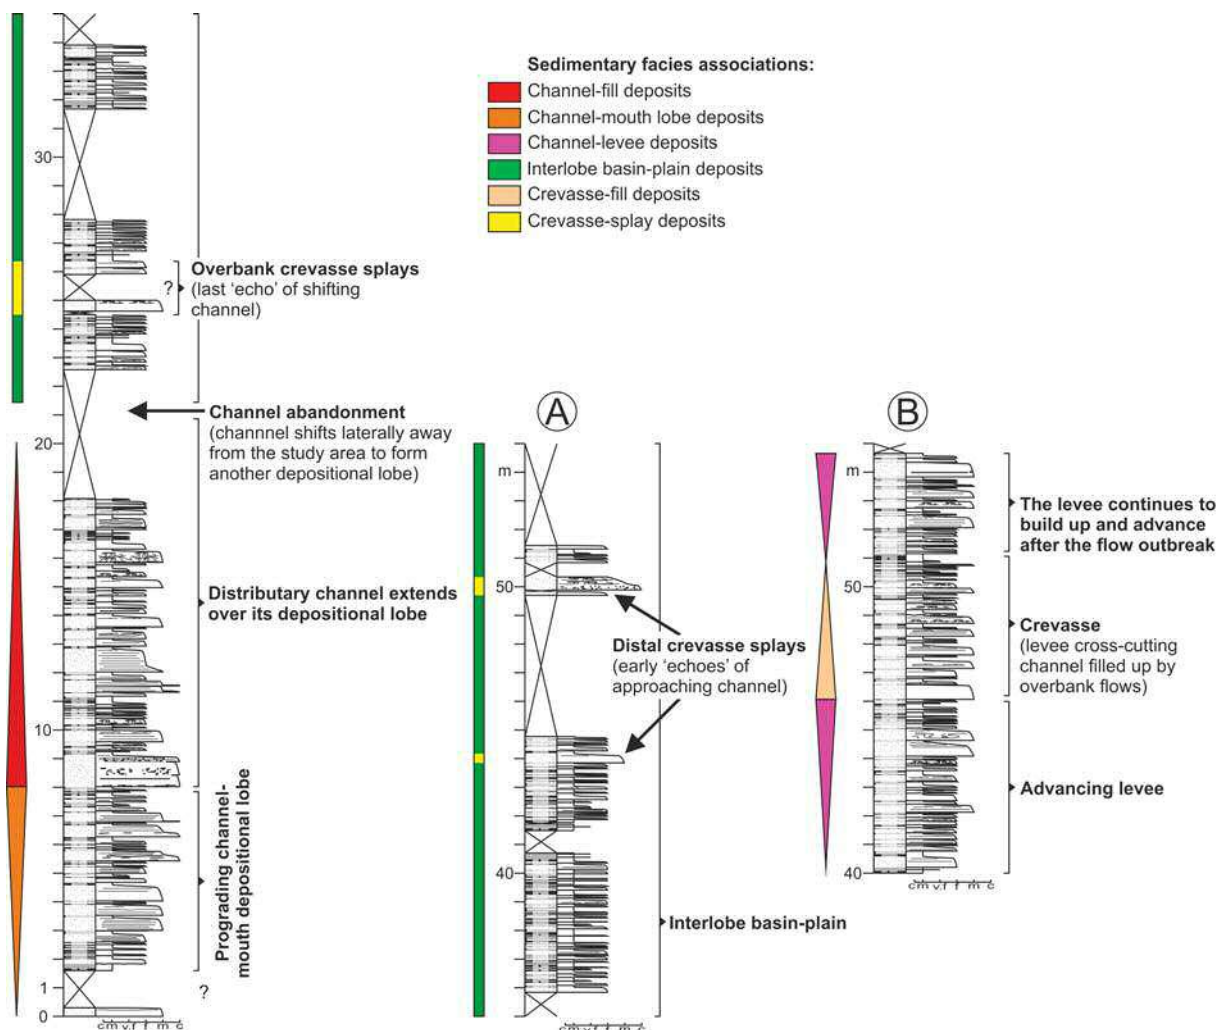 Sedimentary facies associations:
Channel-fill deposits
Channel-mouth lobe deposits
Channel-levee deposits
Interlobe basin-plain deposits
Crevasse-fill deposits
Crevasse-splay deposits
30
?
Overbank crevasse splays
(last ‘echo’ of shifting
channel)
Channel abandonment
(channnel shifts laterally away
from the study area to form
another depositional lobe)
20
Distributary channel extends
over its depositional lobe
10
Prograding channel-
mouth depositional lobe
1
?
0
c m v.f f m c
A
m
50
Distal crevasse splays
(early ‘echoes’ of
approaching channel)
40
Interlobe basin-plain
c m v.f f m c
B
m
The levee continues to
build up and advance
after the flow outbreak
50
Crevasse
(levee cross-cutting
channel filled up by
overbank flows)
Advancing levee
40
c m v.f f m c